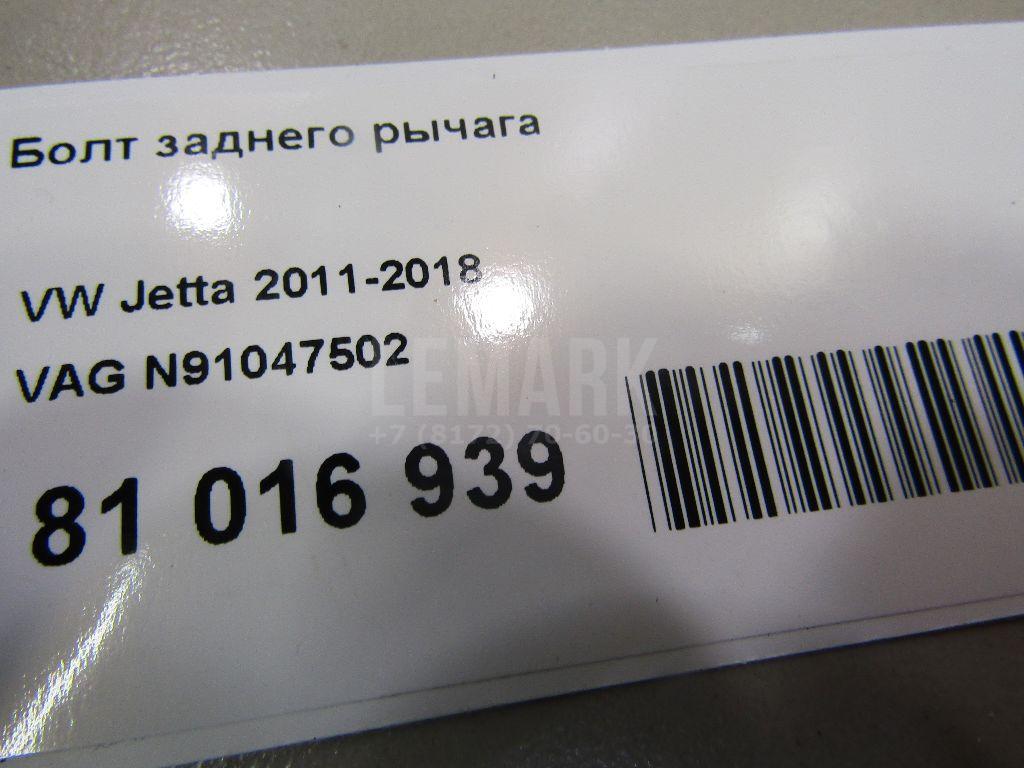 Болт заднего рычага
VW Jetta 2011-2018
VAG N91047502
LEMARK
81 016 939